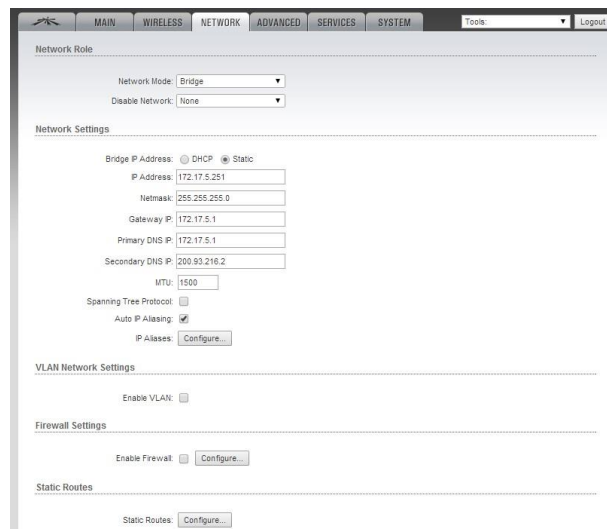 MAIN WIRELESS NETWORK ADVANCED SERVICES SYSTEM Tools: Logout
Network Role
Network Mode: Bridge
Disable Network: None
Network Settings
Bridge IP Address: DHCP Static
IP Address: 172.17.5.251
Netmask: 255.255.255.0
Gateway IP: 172.17.5.1
Primary DNS IP: 172.17.5.1
Secondary DNS IP: 200.93.216.2
MTU: 1500
Spanning Tree Protocol:
Auto IP Aliasing:
IP Aliases: Configure...
VLAN Network Settings
Enable VLAN:
Firewall Settings
Enable Firewall: Configure...
Static Routes
Static Routes: Configure...